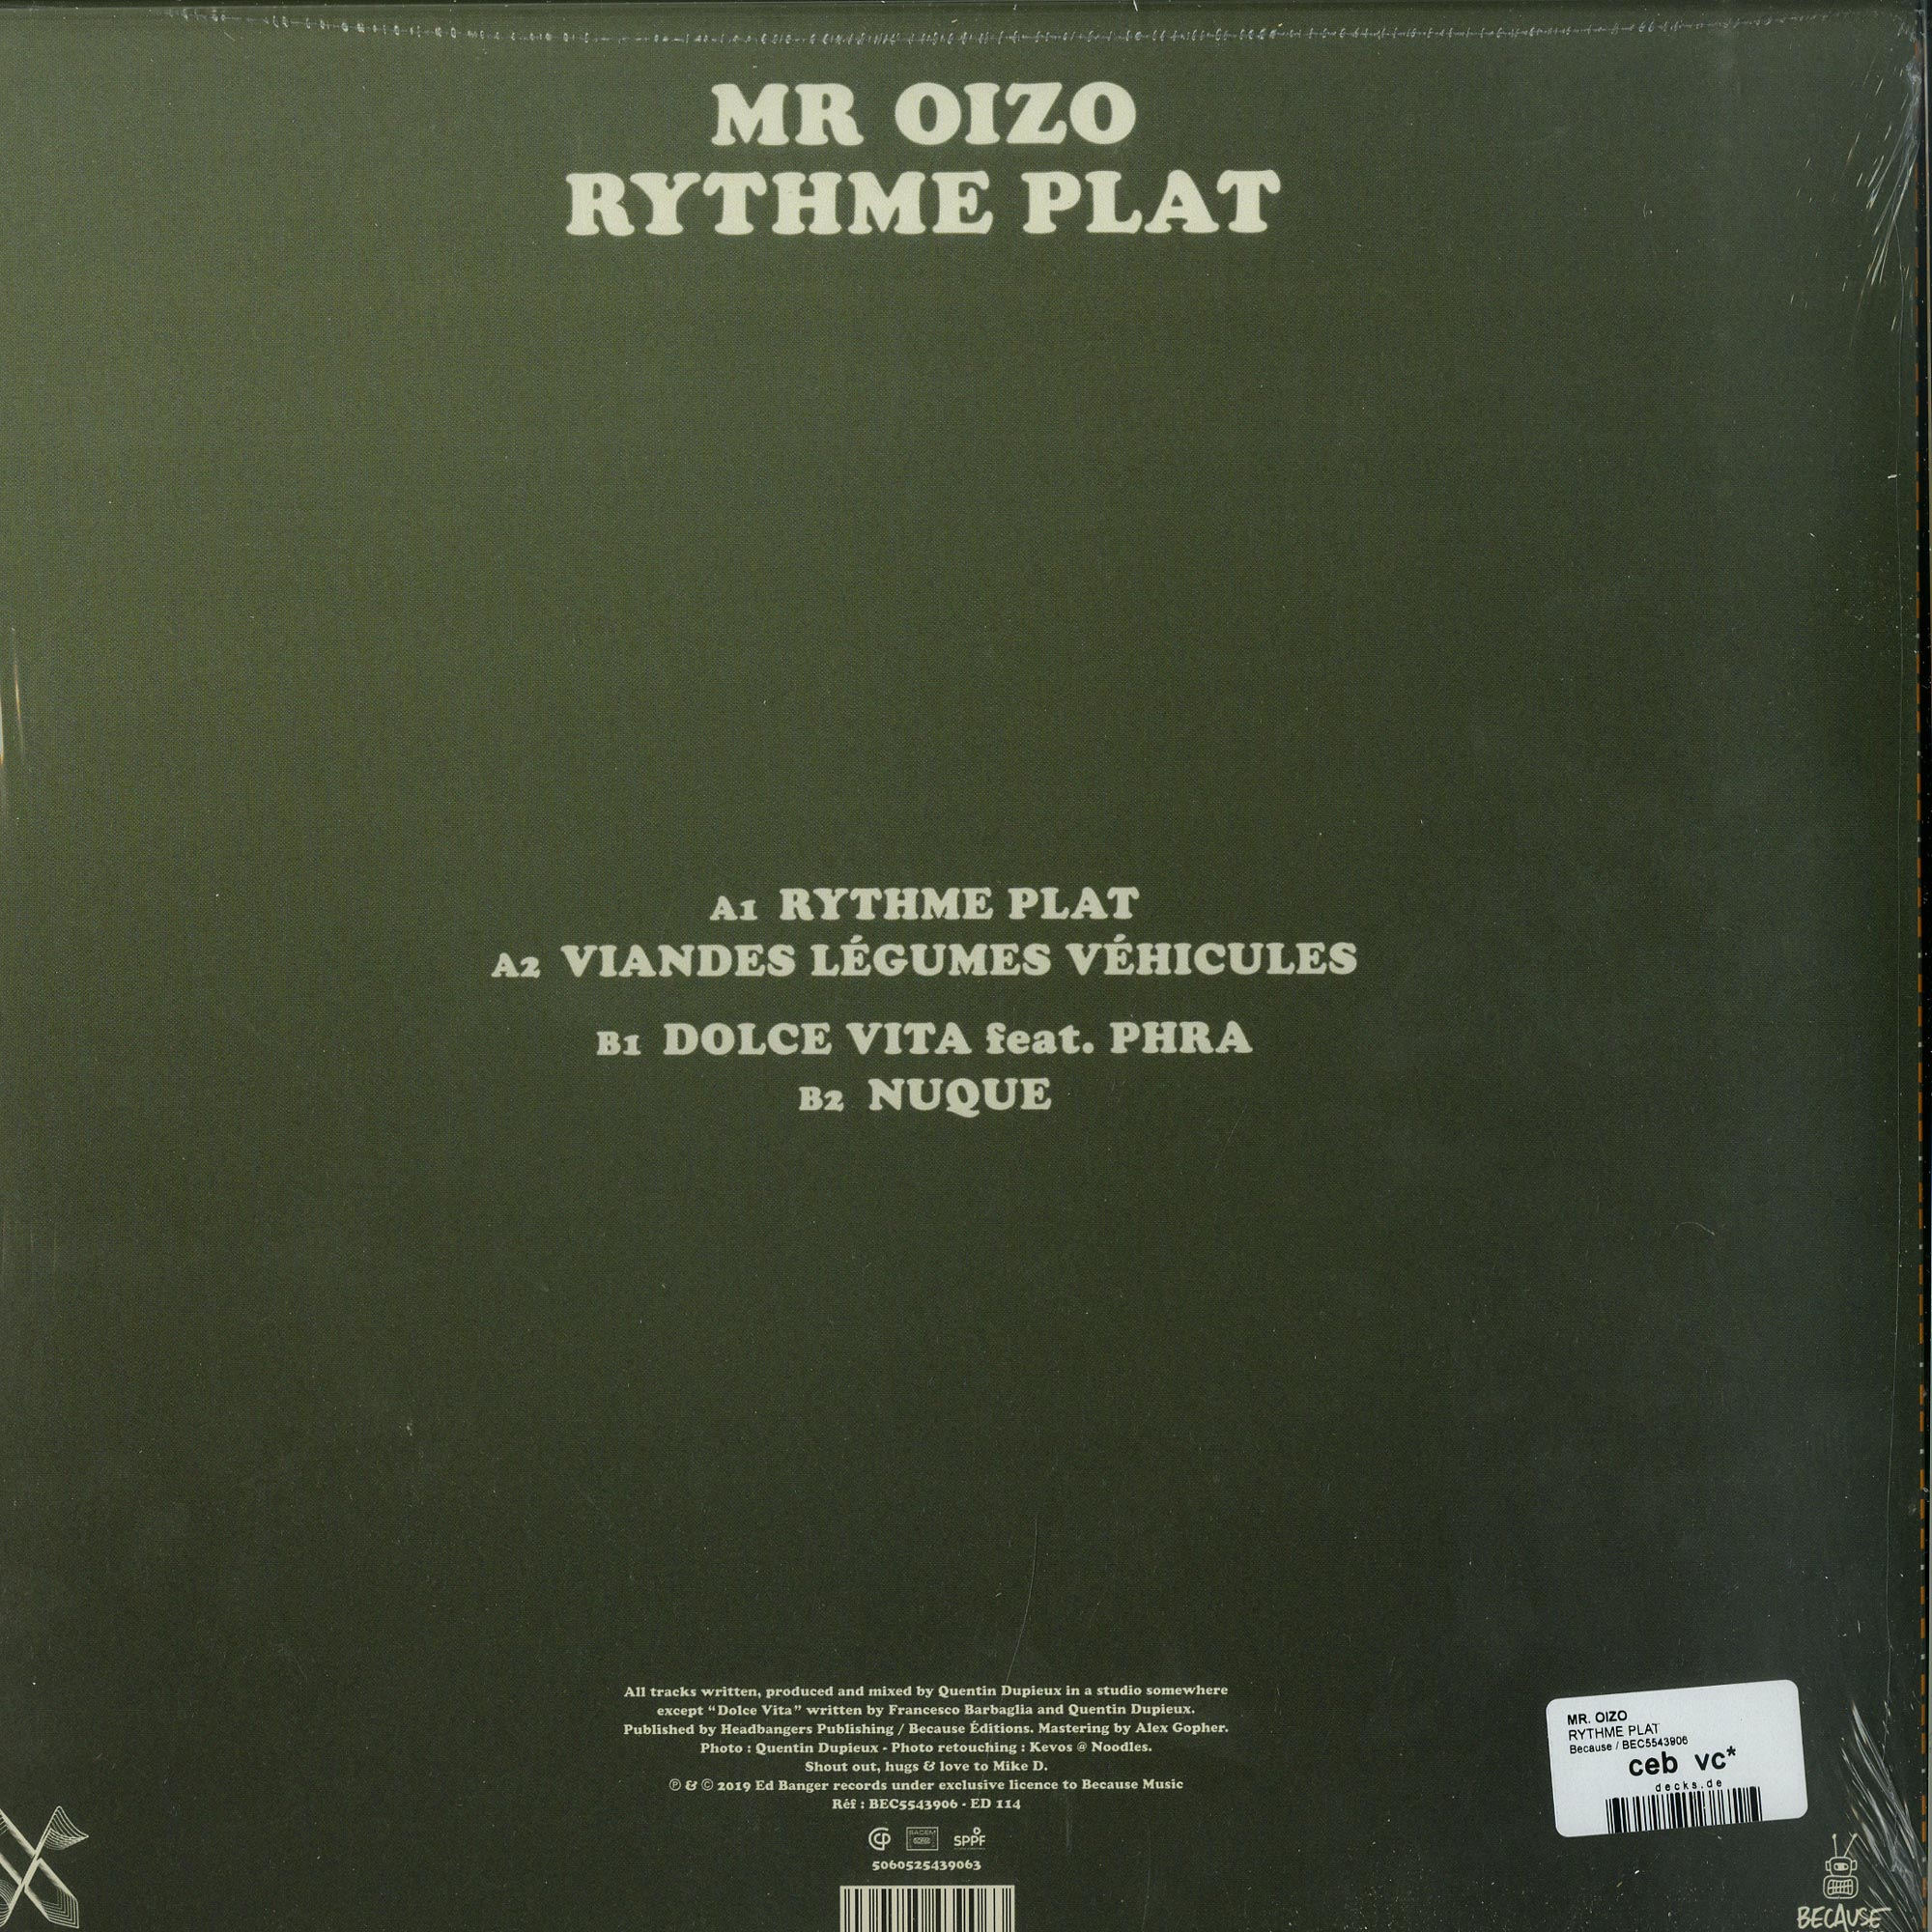 MR OIZO
RYTHME PLAT
A1 RYTHME PLAT
A2 VIANDES LÉGUMES VÉHICULES
B1 DOLCE VITA feat. PHRA
B2 NUQUE
All tracks written, produced and mixed by Quentin Dupieux in a studio somewhere
except “Dolce Vita” written by Francesco Barbaglia and Quentin Dupieux.
Published by Headbangers Publishing / Because Éditions. Mastering by Alex Gopher.
Photo : Quentin Dupieux - Photo retouching : Kevos @ Noodles.
Shout out, hugs & love to Mike D.
℗ & © 2019 Ed Banger records under exclusive licence to Because Music
Réf : BEC5543906 - ED 114
SACEM SPPF
5060525439063
MR. OIZO
RYTHME PLAT
Because / BEC5543906
ceb vc*
decks.de
BECAUSE